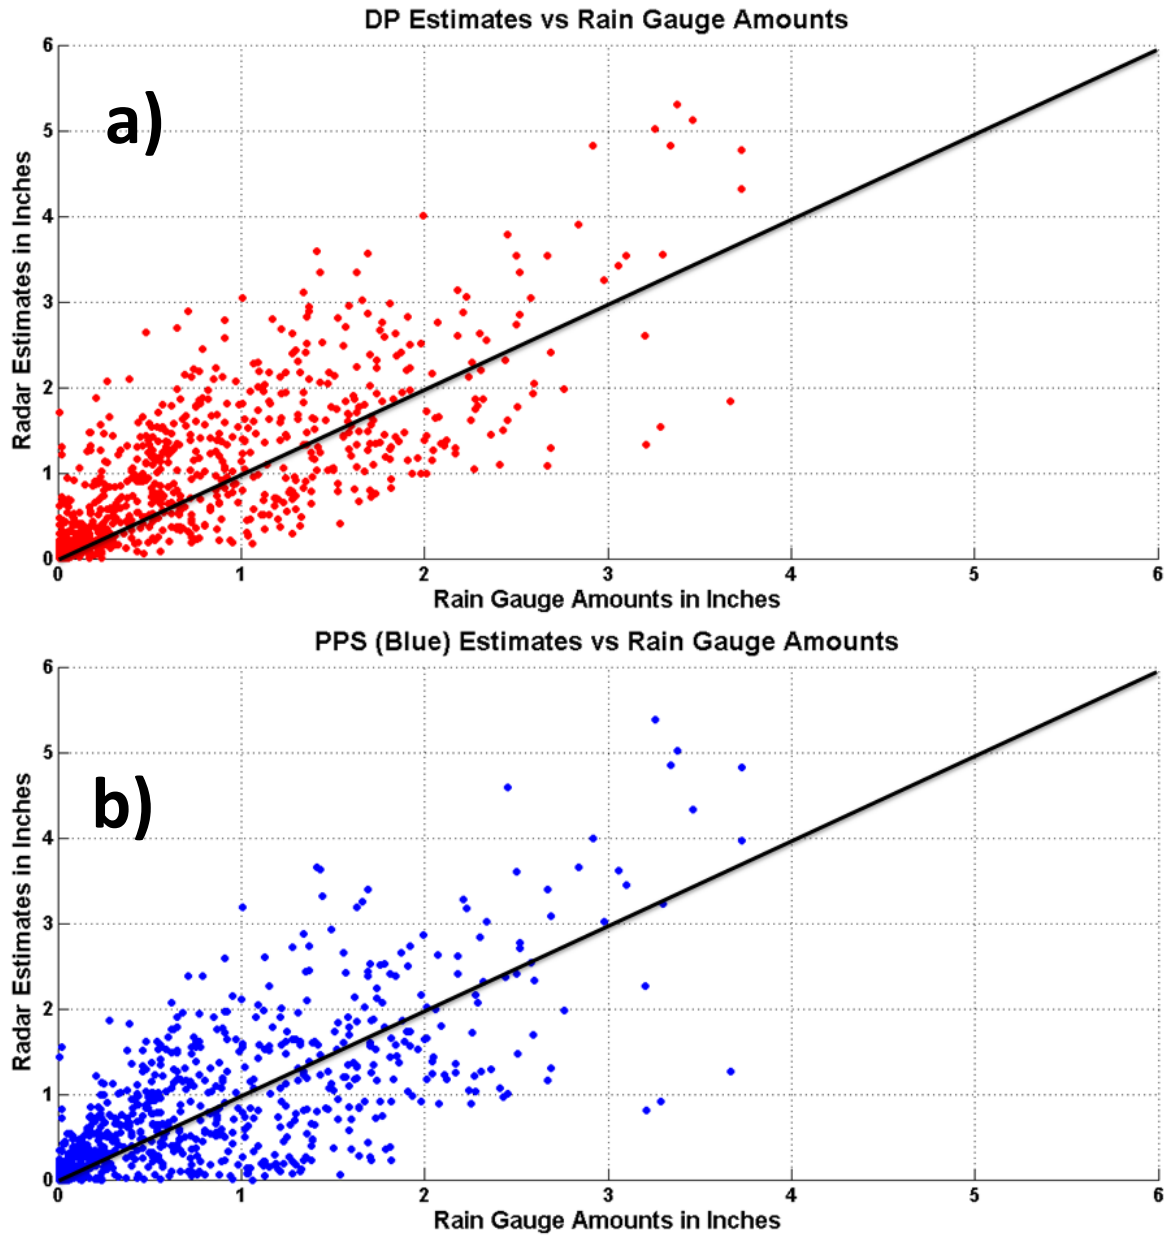 DP Estimates vs Rain Gauge Amounts
6
a)
5
4
3
2
1
0
Radar Estimates in Inches
0 1 2 3 4 5 6
Rain Gauge Amounts in Inches
PPS (Blue) Estimates vs Rain Gauge Amounts
6
5
b)
4
3
2
1
0
Radar Estimates in Inches
0 1 2 3 4 5 6
Rain Gauge Amounts in Inches